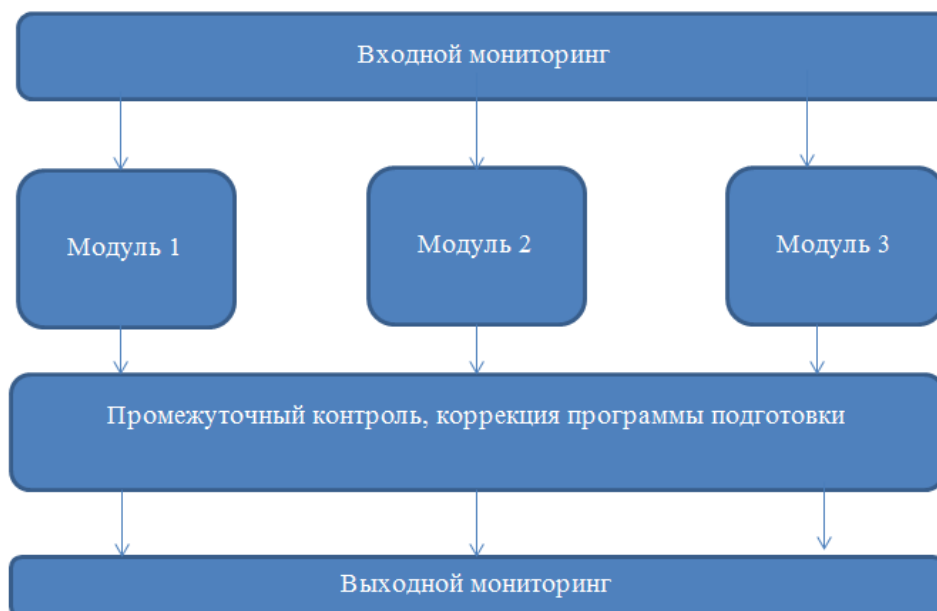 Входной мониторинг
Модуль 1
Модуль 2
Модуль 3
Промежуточный контроль, коррекция программы подготовки
Выходной мониторинг